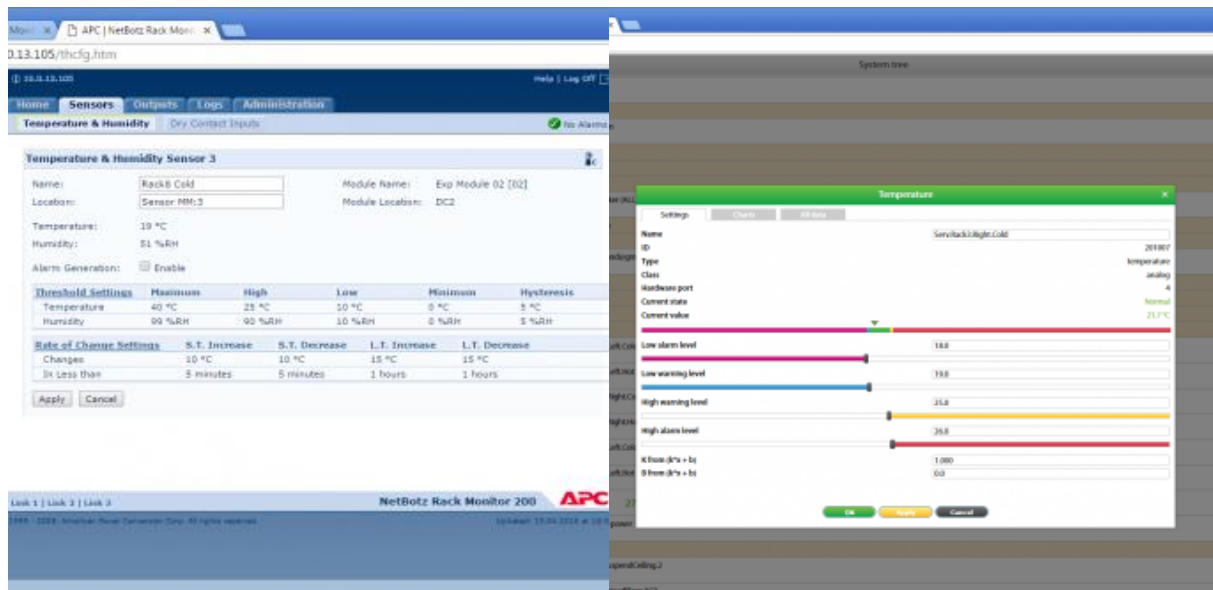 APC | NetBotz Rack Mon
0.13.105/thcfg.htm
Help | Log Off
Home Sensors Outputs Logs Administration
Temperature & Humidity Dry Contact Inputs No Alarms
Temperature & Humidity Sensor 3
Name: Rack8 Cold Module Name: Exp Module 02 [02]
Location: Sensor MM:3 Module Location: DC2
Temperature: 19 °C
Humidity: 51 %RH
Alarm Generation: Enable
Threshold Settings Maximum High Low Minimum Hysteresis
Temperature 40 °C 25 °C 10 °C 0 °C 5 °C
Humidity 99 %RH 90 %RH 10 %RH 0 %RH 5 %RH
Rate of Change Settings S.T. Increase S.T. Decrease L.T. Increase L.T. Decrease
Changes 10 °C 10 °C 15 °C 15 °C
In Less than 5 minutes 5 minutes 1 hours 1 hours
Apply Cancel
Link 1 | Link 2 | Link 3 NetBotz Rack Monitor 200 APC
System tree
Temperature
Settings Charts All data
Name
ID 201007
Type temperature
Class analog
Hardware port 4
Current state Normal
Current value 21.7 °C
Low alarm level 18.0
Low warning level 19.0
High warning level 25.0
High alarm level 26.0
K from (k*x + b) 1.000
B from (k*x + b) 0.0
OK Apply Cancel